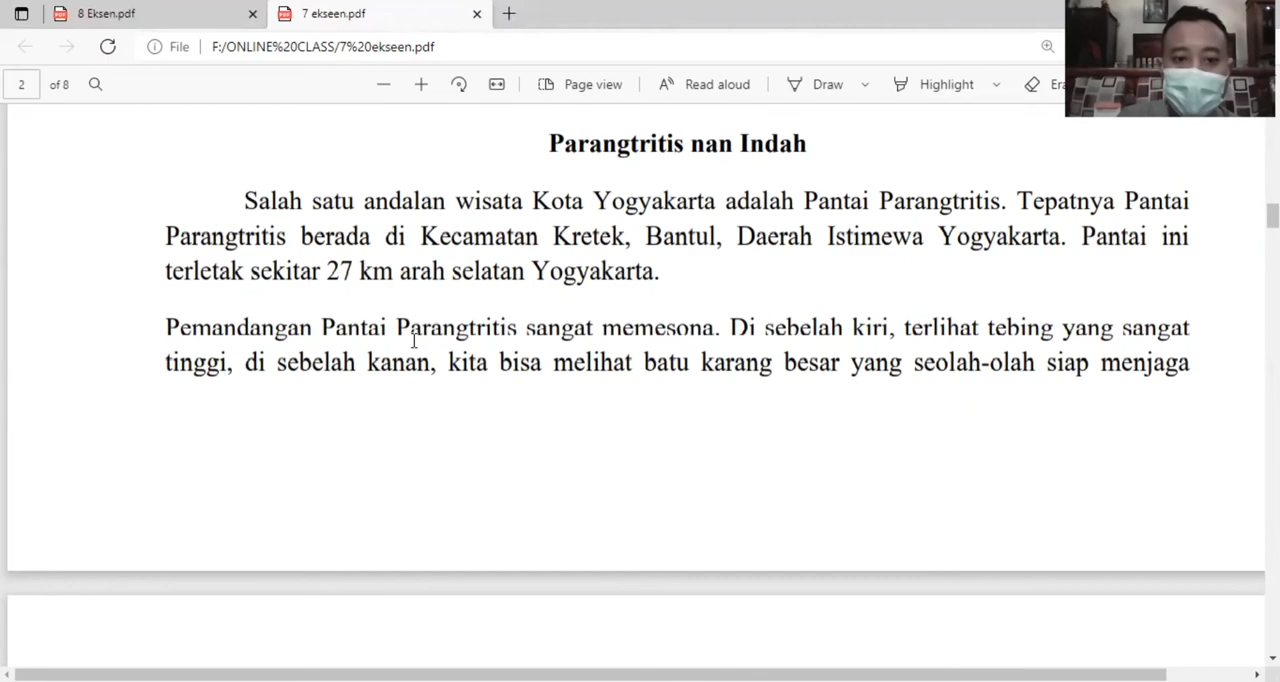 8 Eksen.pdf
7 ekseen.pdf
File F:/ONLINE%20CLASS/7%20ekseen.pdf
2 of 8 Page view Read aloud Draw Highlight Era
Parangtritis nan Indah
Salah satu andalan wisata Kota Yogyakarta adalah Pantai Parangtritis. Tepatnya Pantai
Parangtritis berada di Kecamatan Kretek, Bantul, Daerah Istimewa Yogyakarta. Pantai ini
terletak sekitar 27 km arah selatan Yogyakarta.
Pemandangan Pantai Parangtritis sangat memesona. Di sebelah kiri, terlihat tebing yang sangat
tinggi, di sebelah kanan, kita bisa melihat batu karang besar yang seolah-olah siap menjaga